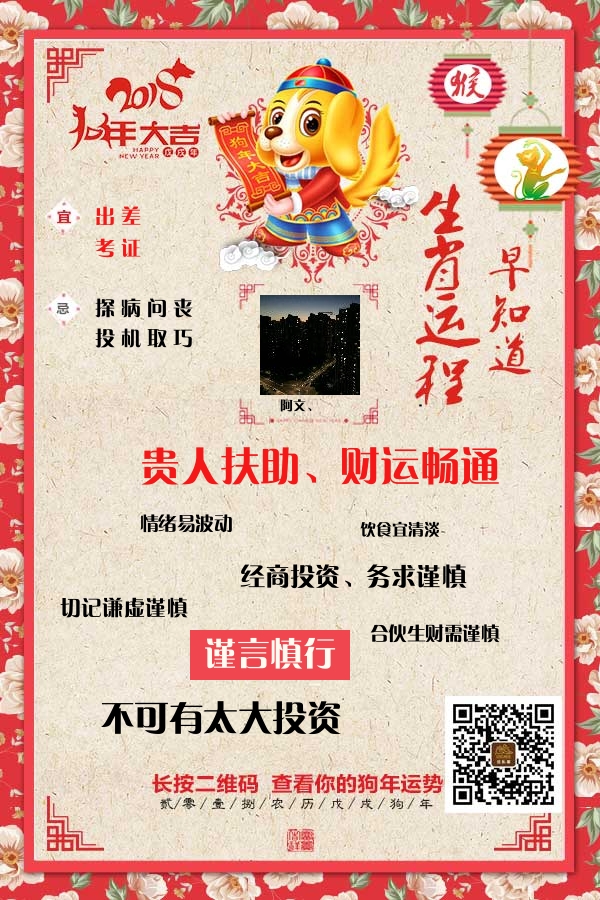 2018
狗年大吉
HAPPY
NEW YEAR 戊戌年
狗年大吉
猴
宜 出差
考证
忌 探病问丧
投机取巧
生肖运程
早知道
阿文、
HAPPY CHINESE NEW YEAR
贵人扶助、财运畅通
情绪易波动
饮食宜清淡
经商投资、务求谨慎
切记谦虚谨慎
合伙生财需谨慎
谨言慎行
不可有太大投资
长按二维码 查看你的狗年运势
贰/零/壹/捌/农/历/戊/戌/狗/年